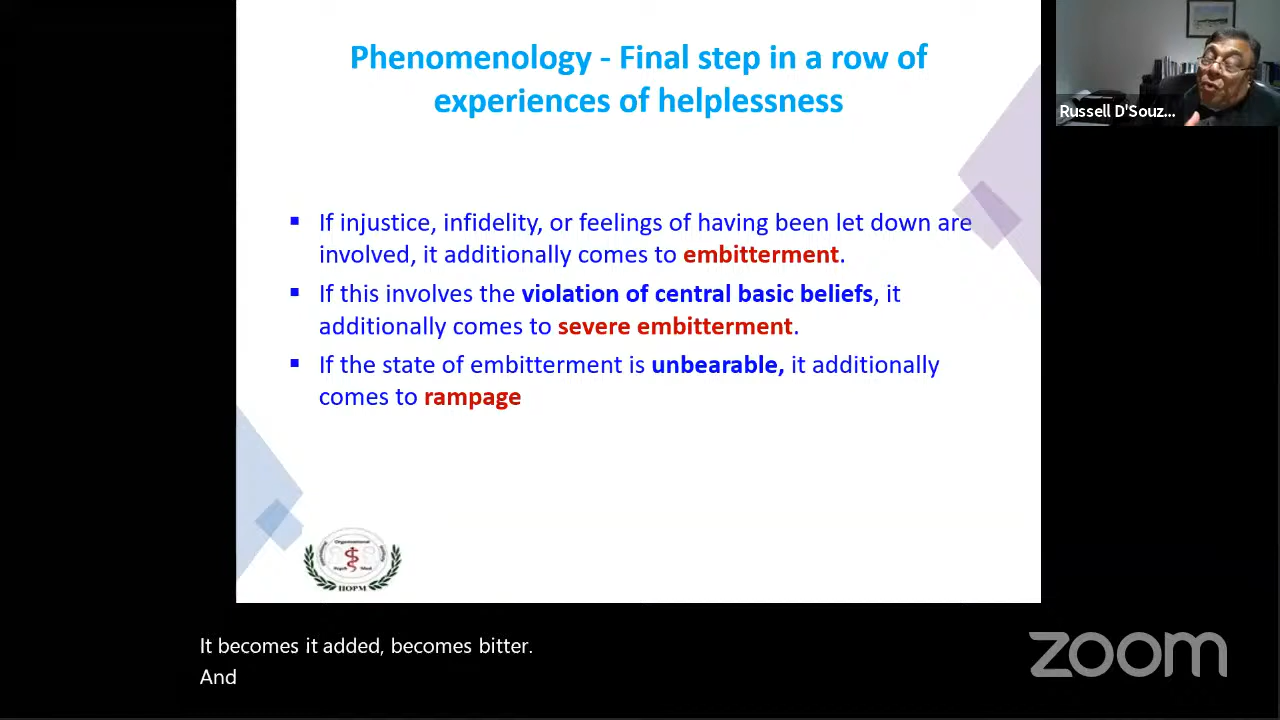 Phenomenology - Final step in a row of
experiences of helplessness
Russell D'Souz...
▪ If injustice, infidelity, or feelings of having been let down are
involved, it additionally comes to embitterment.
▪ If this involves the violation of central basic beliefs, it
additionally comes to severe embitterment.
▪ If the state of embitterment is unbearable, it additionally
comes to rampage
Organizational
IIOPM
It becomes it added, becomes bitter.
And
zoom